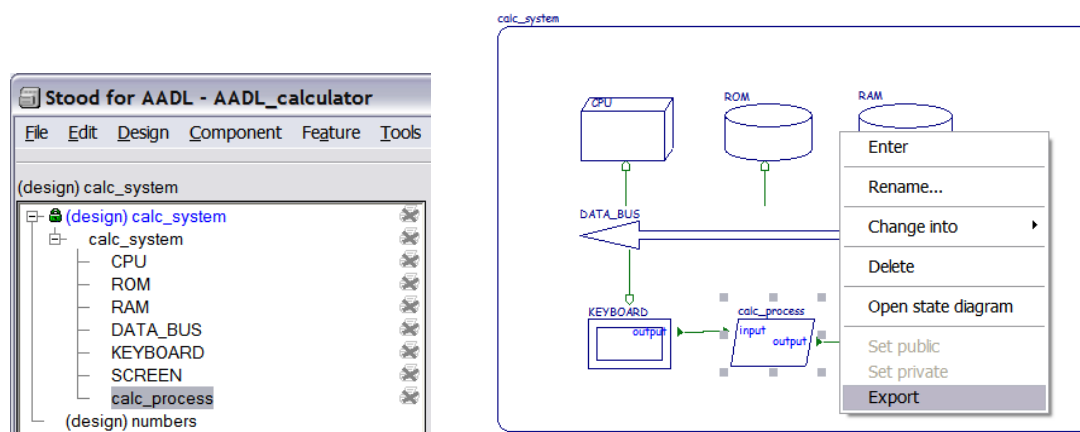 Stood for AADL - AADL_calculator
File Edit Design Component Feature Tools
(design) calc_system
(design) calc_system
calc_system
CPU
ROM
RAM
DATA_BUS
KEYBOARD
SCREEN
calc_process
(design) numbers
calc_system
CPU
ROM
RAM
DATA_BUS
KEYBOARD
output
calc_process
input
output
Enter
Rename...
Change into
Delete
Open state diagram
Set public
Set private
Export